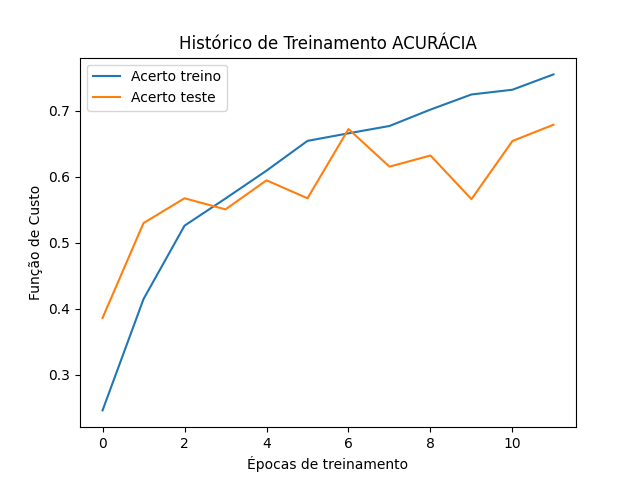 Histórico de Treinamento ACURÁCIA
Acerto treino
Acerto teste
Função de Custo
0.7
0.6
0.5
0.4
0.3
0 2 4 6 8 10
Épocas de treinamento